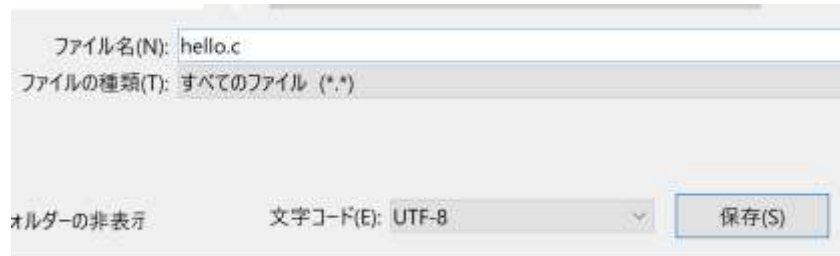 ファイル名(N): hello.c
ファイルの種類(T): すべてのファイル (*.*)
ォルダーの非表示 文字コード(E): UTF-8 保存(S)